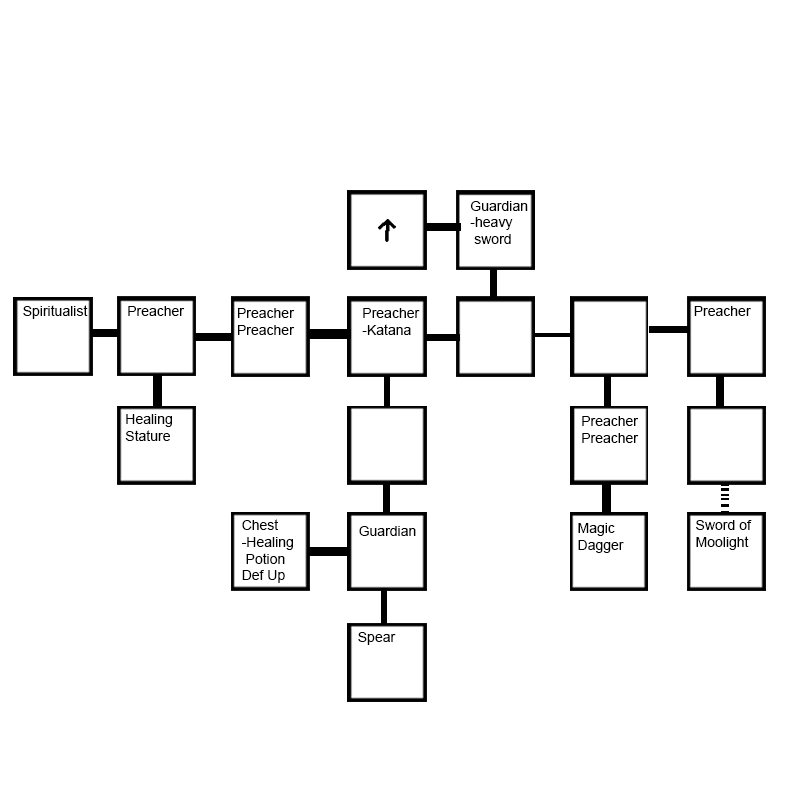 Guardian
-heavy
sword
Spiritualist
Preacher
Preacher
Preacher
Preacher
-Katana
Preacher
Healing
Stature
Preacher
Preacher
Chest
-Healing
Potion
Def Up
Guardian
Magic
Dagger
Sword of
Moolight
Spear